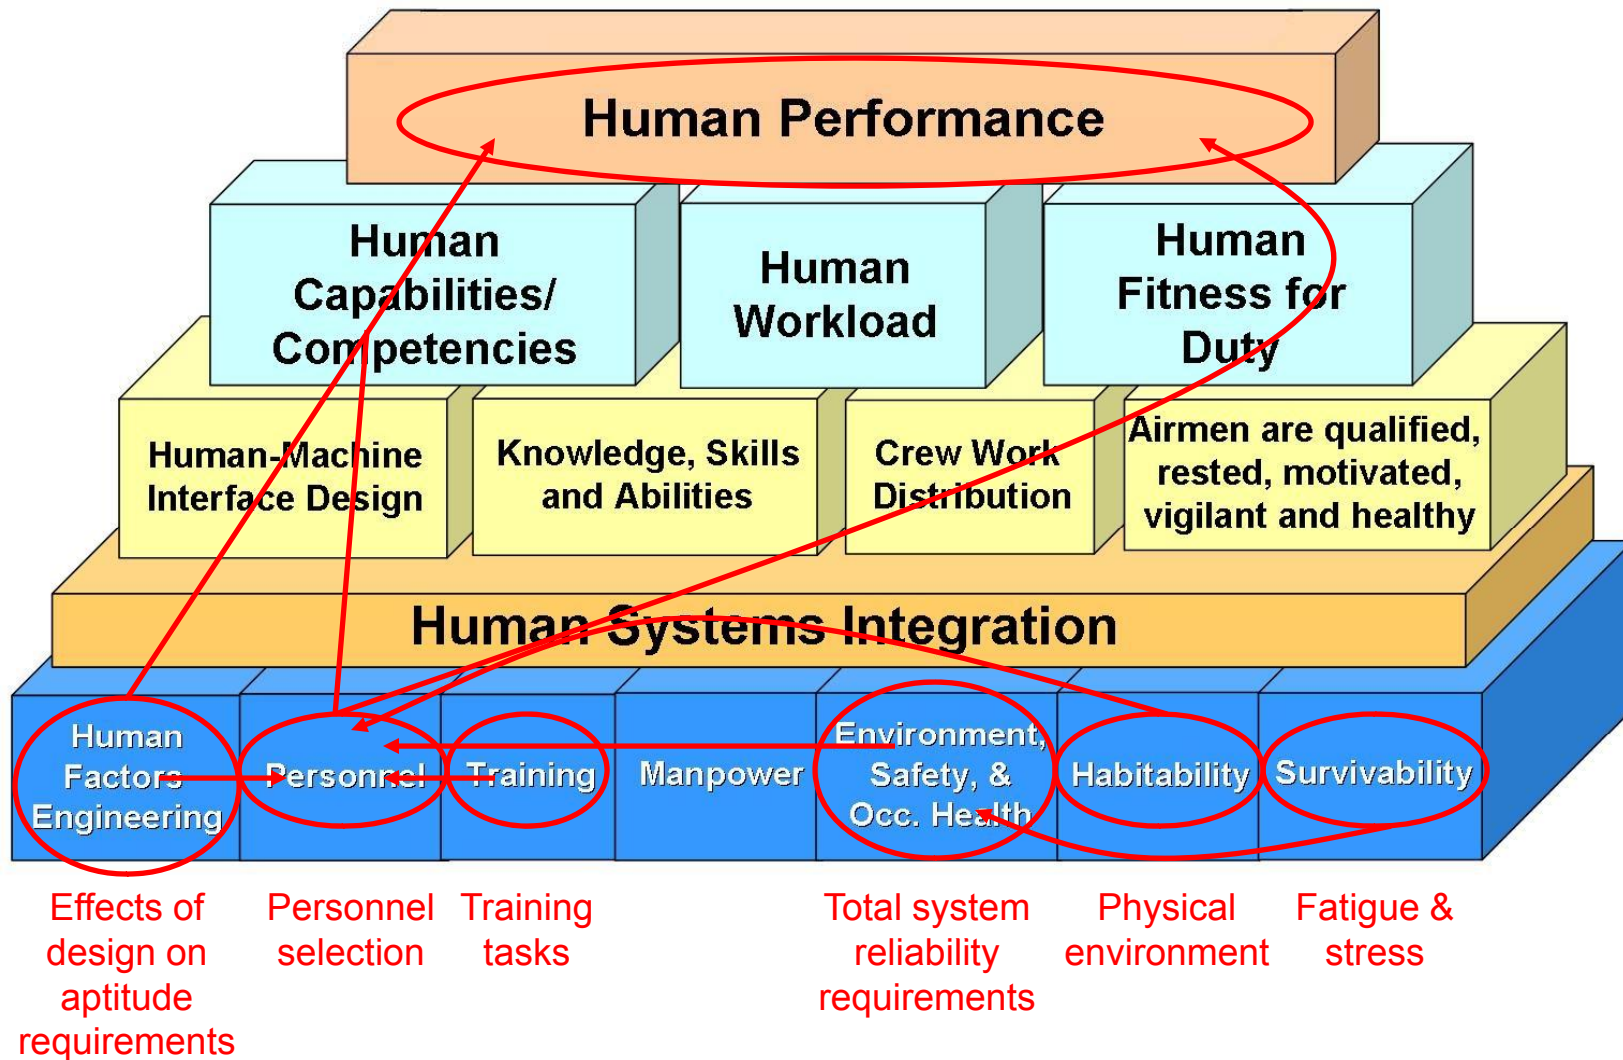 Human Performance
Human
Capabilities/
Competencies
Human
Workload
Human
Fitness for
Duty
Human-Machine
Interface Design
Knowledge, Skills
and Abilities
Crew Work
Distribution
Airmen are qualified,
rested, motivated,
vigilant and healthy
Human Systems Integration
Human
Factors
Engineering
Personnel
Training
Manpower
Environment,
Safety, &
Occ. Health
Habitability
Survivability
Effects of
design on
aptitude
requirements
Personnel
selection
Training
tasks
Total system
reliability
requirements
Physical
environment
Fatigue &
stress